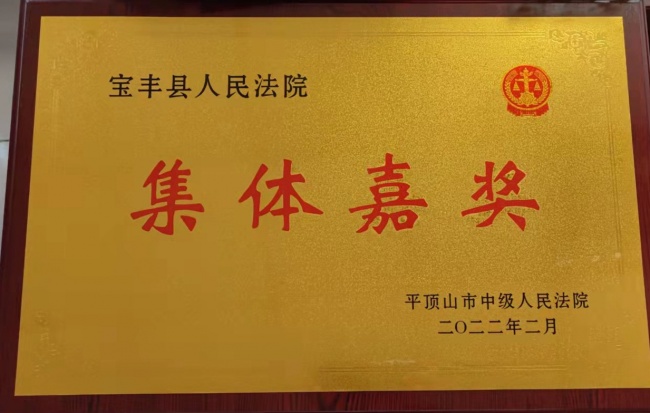 宝丰县人民法院
集体嘉奖
平顶山市中级人民法院
二〇二二年二月